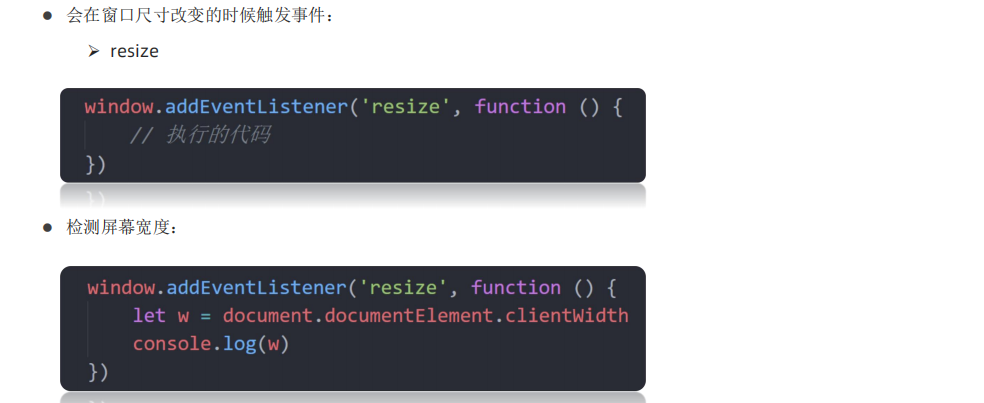 ● 会在窗口尺寸改变的时候触发事件：
➢ resize
window.addEventListener('resize', function () {
// 执行的代码
})
● 检测屏幕宽度：
window.addEventListener('resize', function () {
let w = document.documentElement.clientWidth
console.log(w)
})